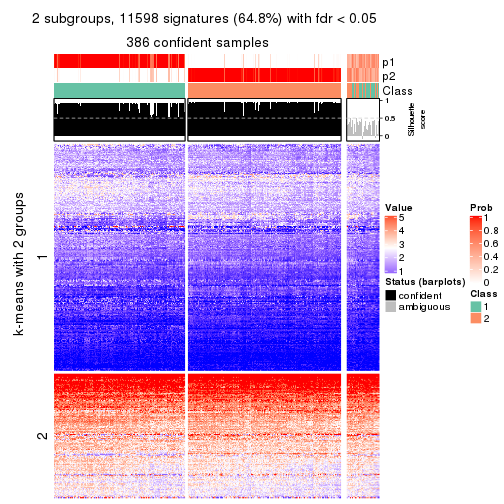 2 subgroups, 11598 signatures (64.8%) with fdr < 0.05
386 confident samples
p1
p2
Class
1
0.5
0
Silhouette
score
k-means with 2 groups
1
2
Value
5
4
3
2
1
Prob
1
0.8
0.6
0.4
0.2
0
Status (barplots)
confident
ambiguous
Class
1
2